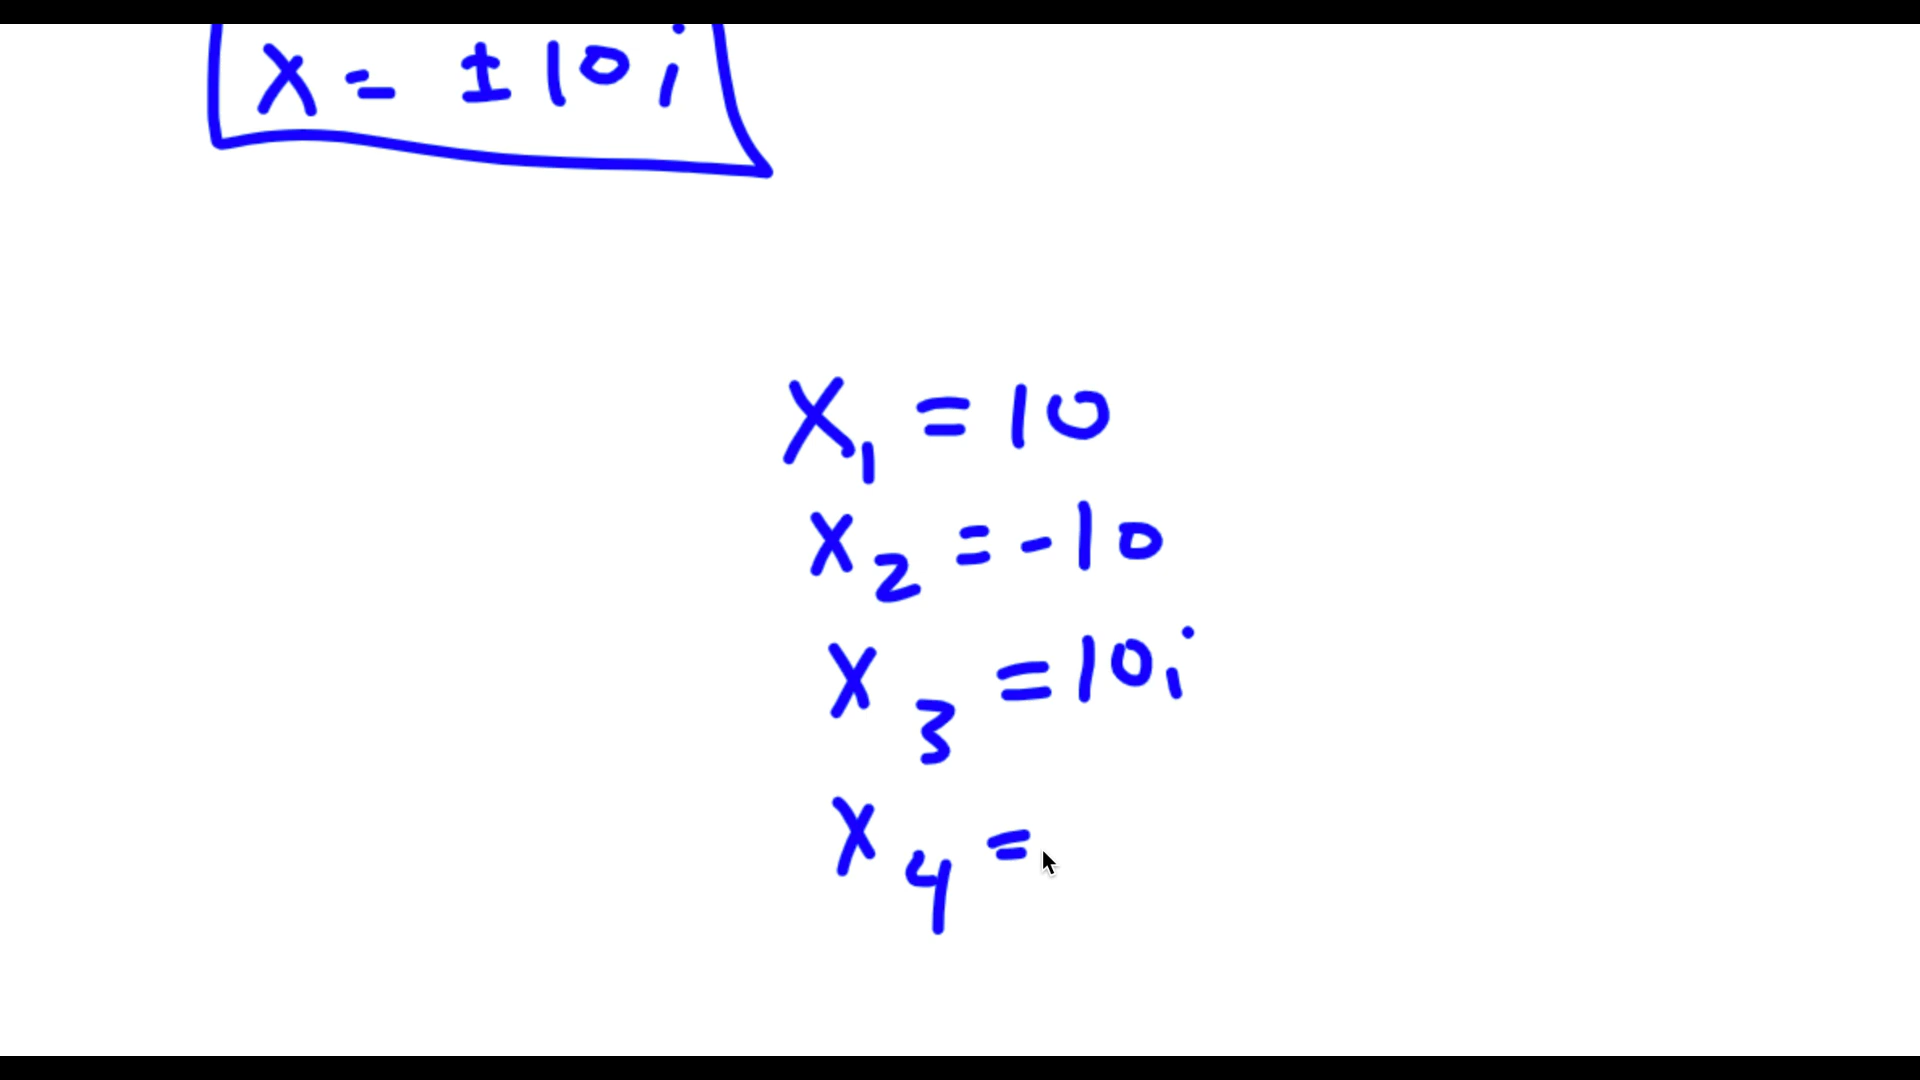 x = ± 10i
x₁ = 10
x₂ = -10
x₃ = 10i
x₄ =